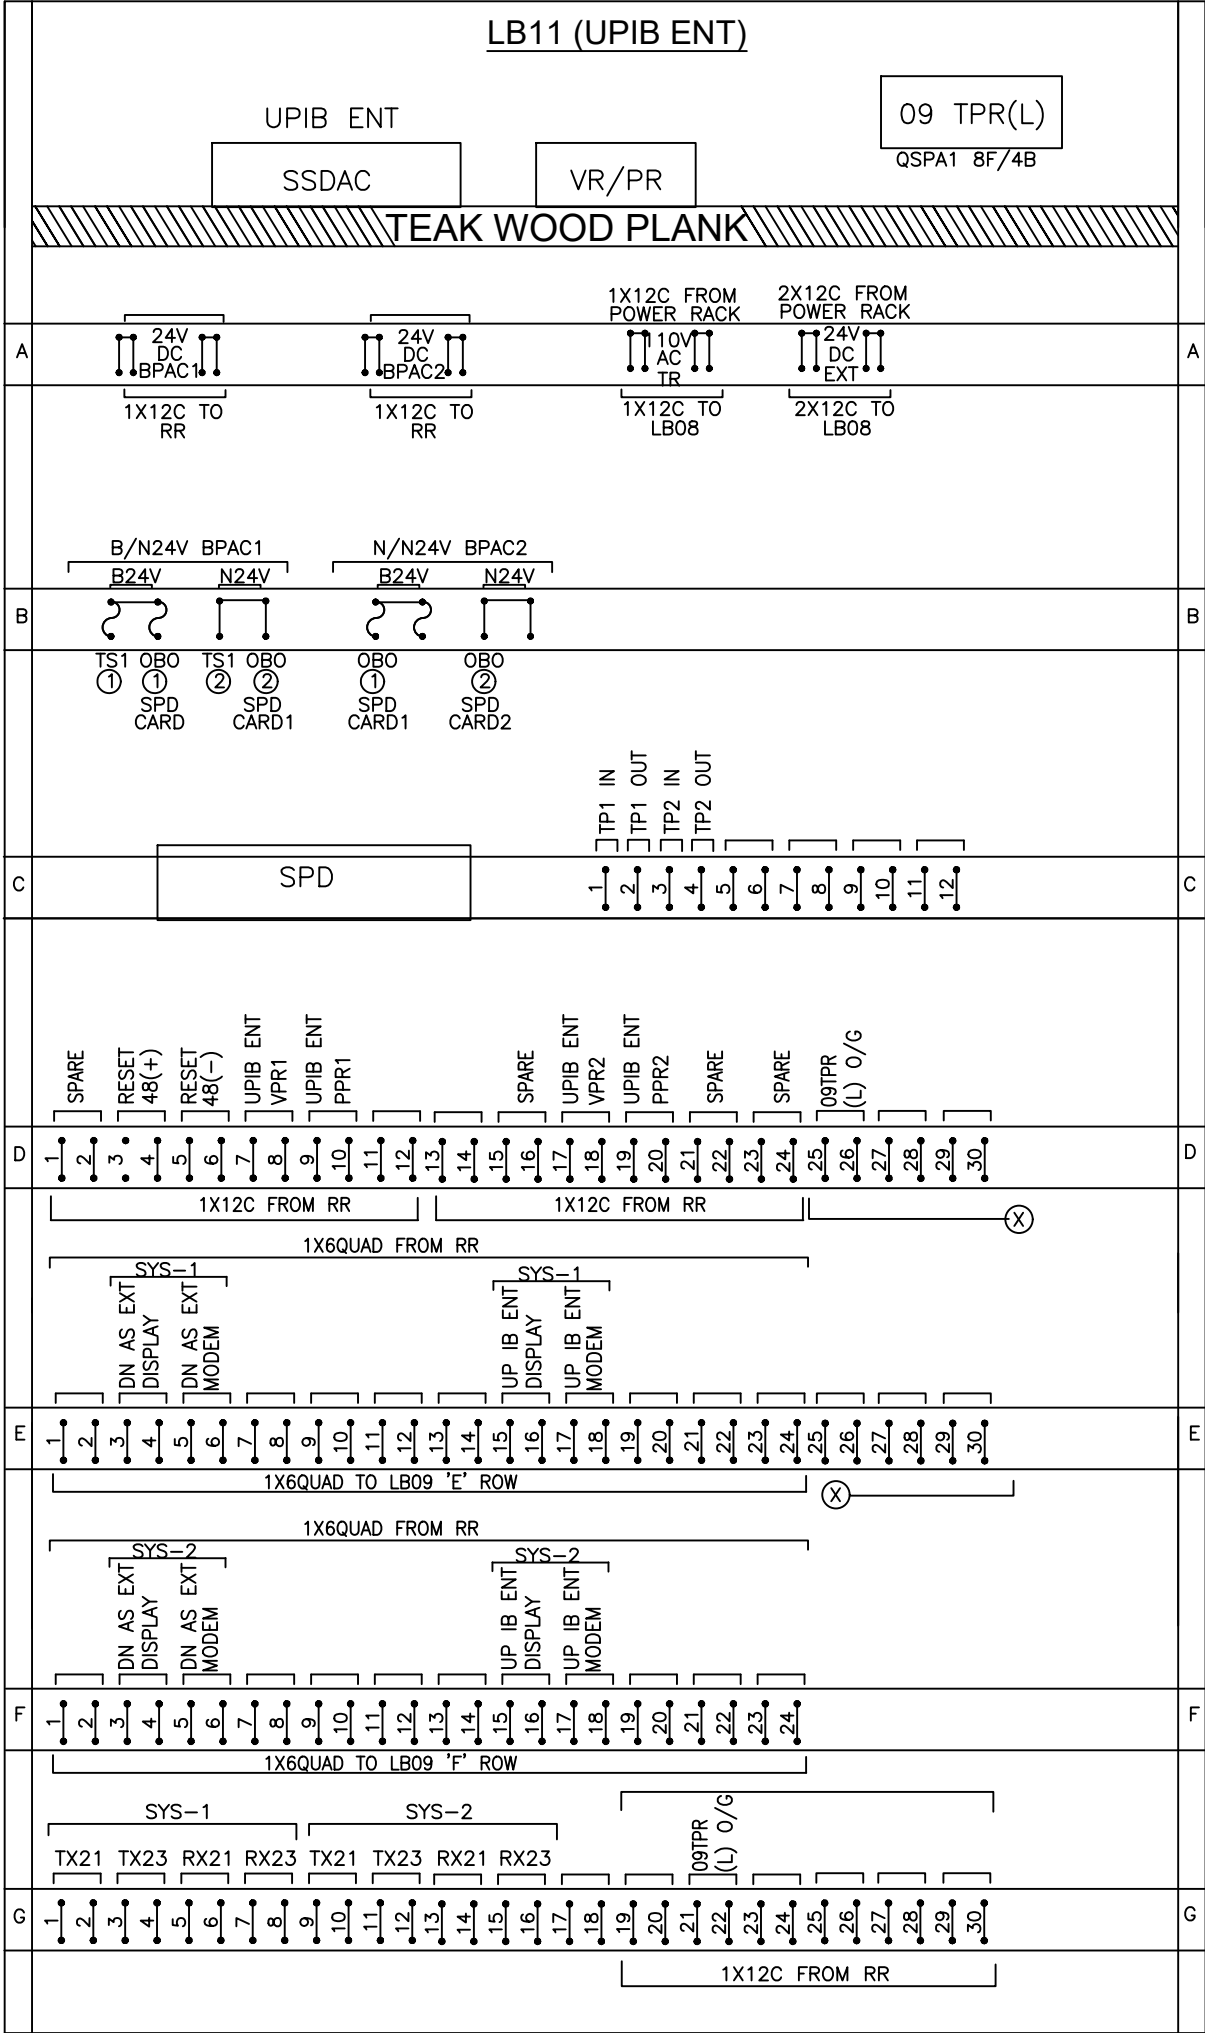 LB11 (UPIB ENT)
UPIB ENT
SSDAC
VR/PR
09 TPR(L)
QSPA1 8F/4B
TEAK WOOD PLANK
1X12C FROM
POWER RACK
2X12C FROM
POWER RACK
A
24V
DC
BPAC1
24V
DC
BPAC2
110V
AC
TR
24V
DC
EXT
A
1X12C TO
RR
1X12C TO
RR
1X12C TO
LB08
2X12C TO
LB08
B/N24V BPAC1
N/N24V BPAC2
B24V
N24V
B24V
N24V
B
B
TS1
1
OBO
1
SPD
CARD
TS1
2
OBO
2
SPD
CARD1
OBO
1
SPD
CARD1
OBO
2
SPD
CARD2
TP1 IN
TP1 OUT
TP2 IN
TP2 OUT
C
SPD
1 2 3 4 5 6 7 8 9 10 11 12
C
SPARE
RESET
48(+)
RESET
48(-)
UPIB ENT
VPR1
UPIB ENT
PPR1
SPARE
UPIB ENT
VPR2
UPIB ENT
PPR2
SPARE
SPARE
09TPR
(L) O/G
D
1 2 3 4 5 6 7 8 9 10 11 12 13 14 15 16 17 18 19 20 21 22 23 24 25 26 27 28 29 30
D
1X12C FROM RR
1X12C FROM RR
X
1X6QUAD FROM RR
SYS-1
SYS-1
DN AS EXT
DISPLAY
DN AS EXT
MODEM
UP IB ENT
DISPLAY
UP IB ENT
MODEM
E
1 2 3 4 5 6 7 8 9 10 11 12 13 14 15 16 17 18 19 20 21 22 23 24 25 26 27 28 29 30
E
1X6QUAD TO LB09 'E' ROW
X
1X6QUAD FROM RR
SYS-2
SYS-2
DN AS EXT
DISPLAY
DN AS EXT
MODEM
UP IB ENT
DISPLAY
UP IB ENT
MODEM
F
1 2 3 4 5 6 7 8 9 10 11 12 13 14 15 16 17 18 19 20 21 22 23 24
F
1X6QUAD TO LB09 'F' ROW
SYS-1
SYS-2
TX21 TX23 RX21 RX23 TX21 TX23 RX21 RX23
09TPR
(L) O/G
G
1 2 3 4 5 6 7 8 9 10 11 12 13 14 15 16 17 18 19 20 21 22 23 24 25 26 27 28 29 30
G
1X12C FROM RR